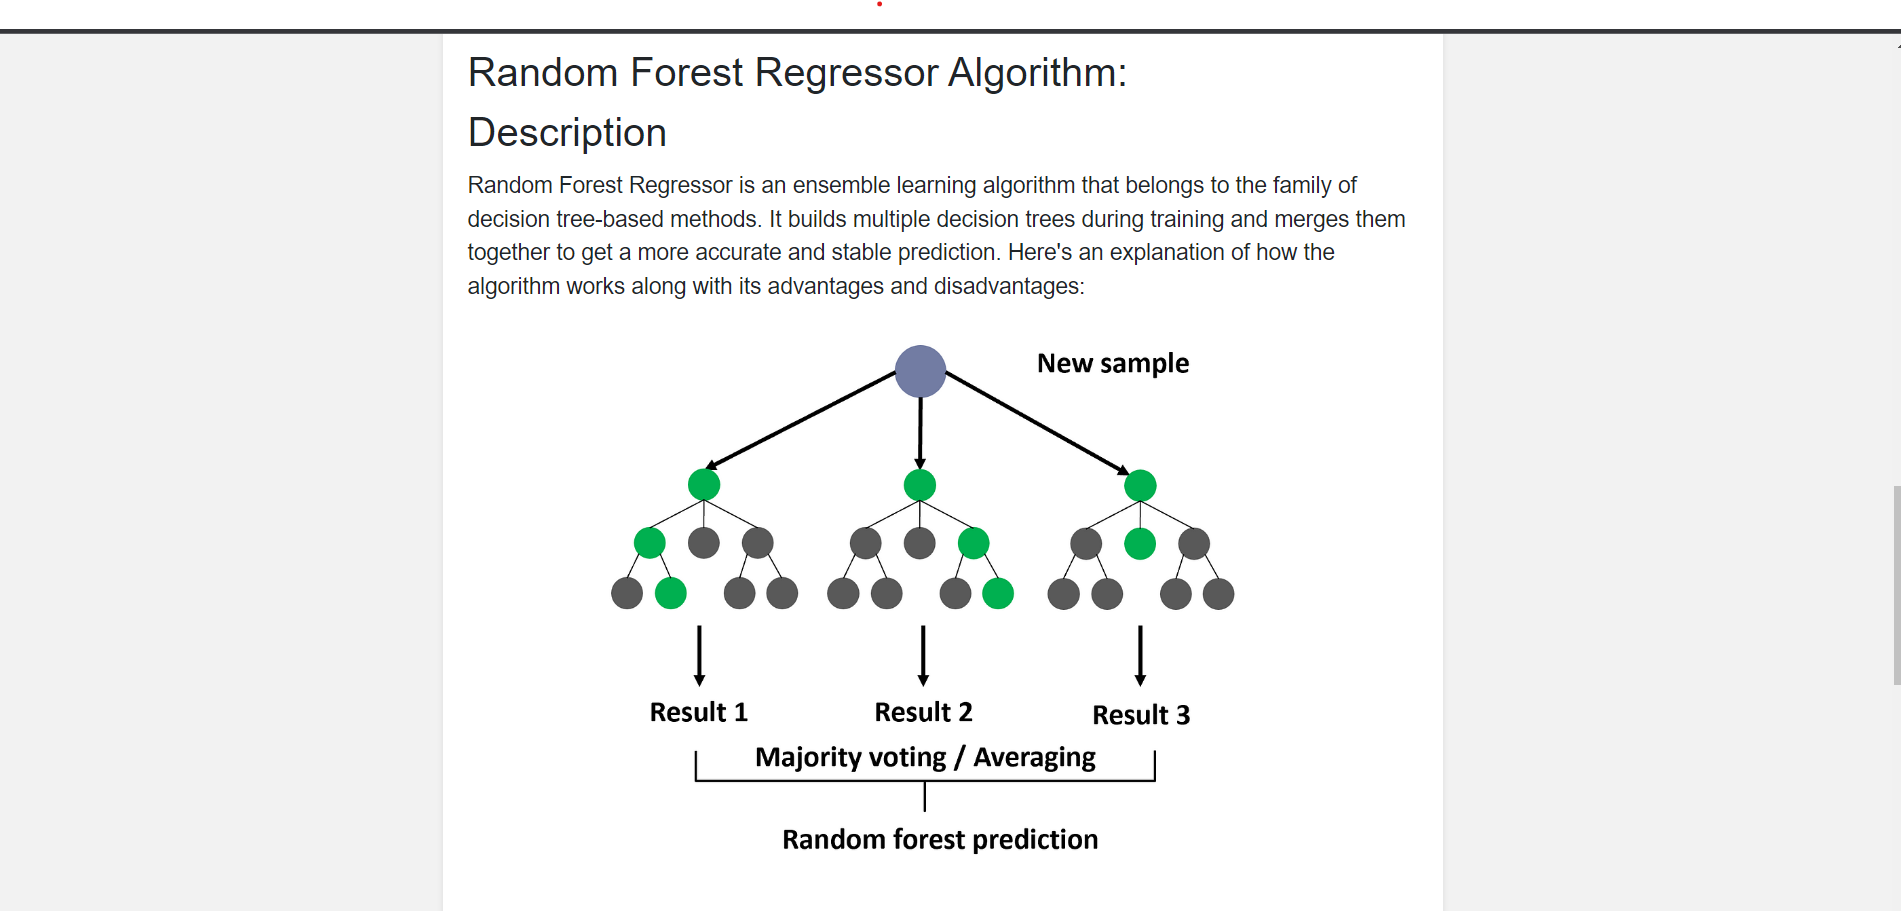 Random Forest Regressor Algorithm:
Description
Random Forest Regressor is an ensemble learning algorithm that belongs to the family of
decision tree-based methods. It builds multiple decision trees during training and merges them
together to get a more accurate and stable prediction. Here's an explanation of how the
algorithm works along with its advantages and disadvantages:
New sample
Result 1
Result 2
Result 3
Majority voting / Averaging
Random forest prediction